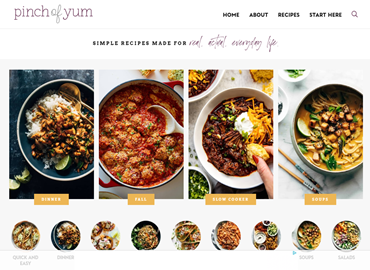 pinch of yum
HOME ABOUT RECIPES START HERE
SIMPLE RECIPES MADE FOR real, actual, everyday life.
DINNER FALL SLOW COOKER SOUPS
QUICK AND EASY DINNER SOUPS SALADS